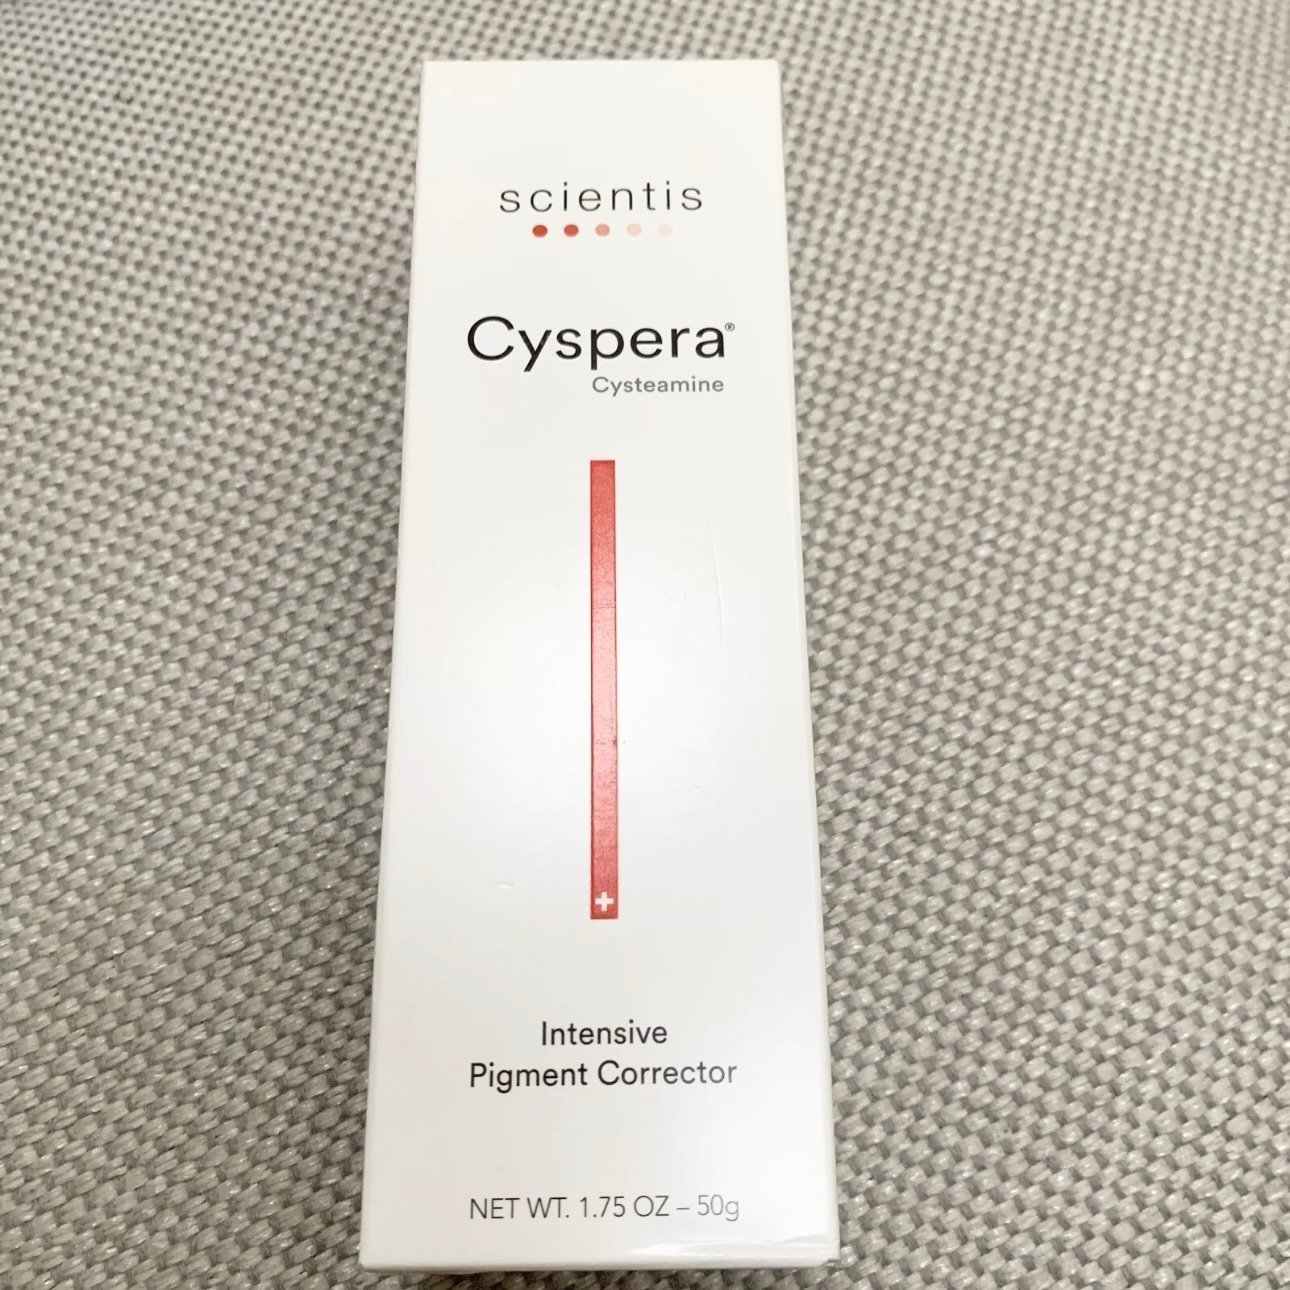 scientis
Cyspera®
Cysteamine
Intensive
Pigment Corrector
NET WT. 1.75 OZ – 50g